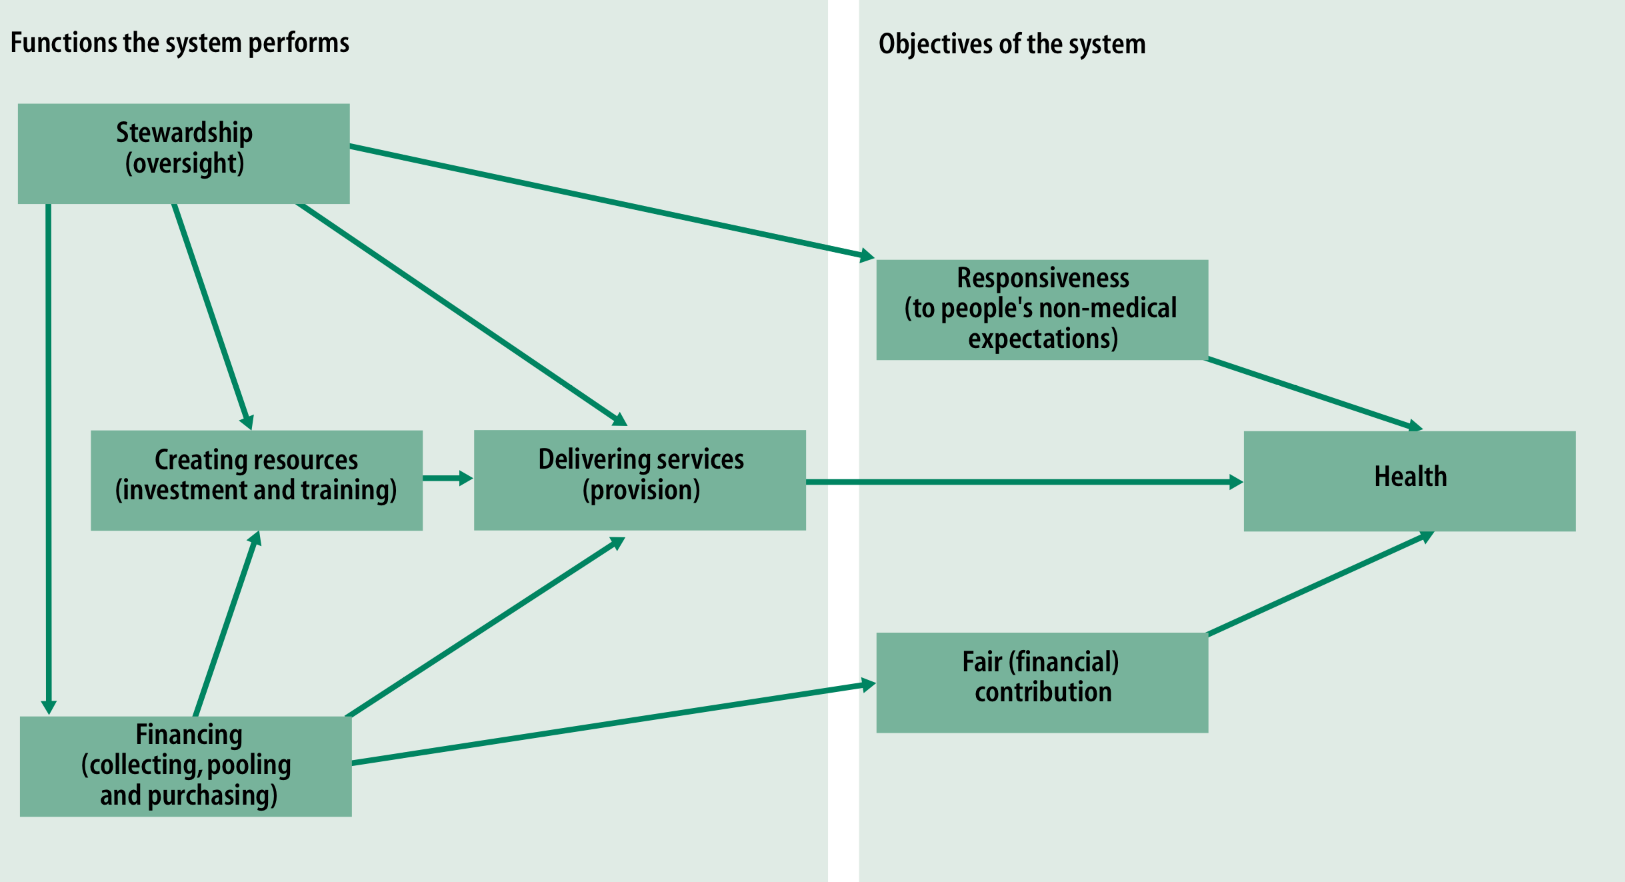 Functions the system performs
Objectives of the system
Stewardship
(oversight)
Responsiveness
(to people's non-medical
expectations)
Creating resources
(investment and training)
Delivering services
(provision)
Health
Fair (financial)
contribution
Financing
(collecting, pooling
and purchasing)